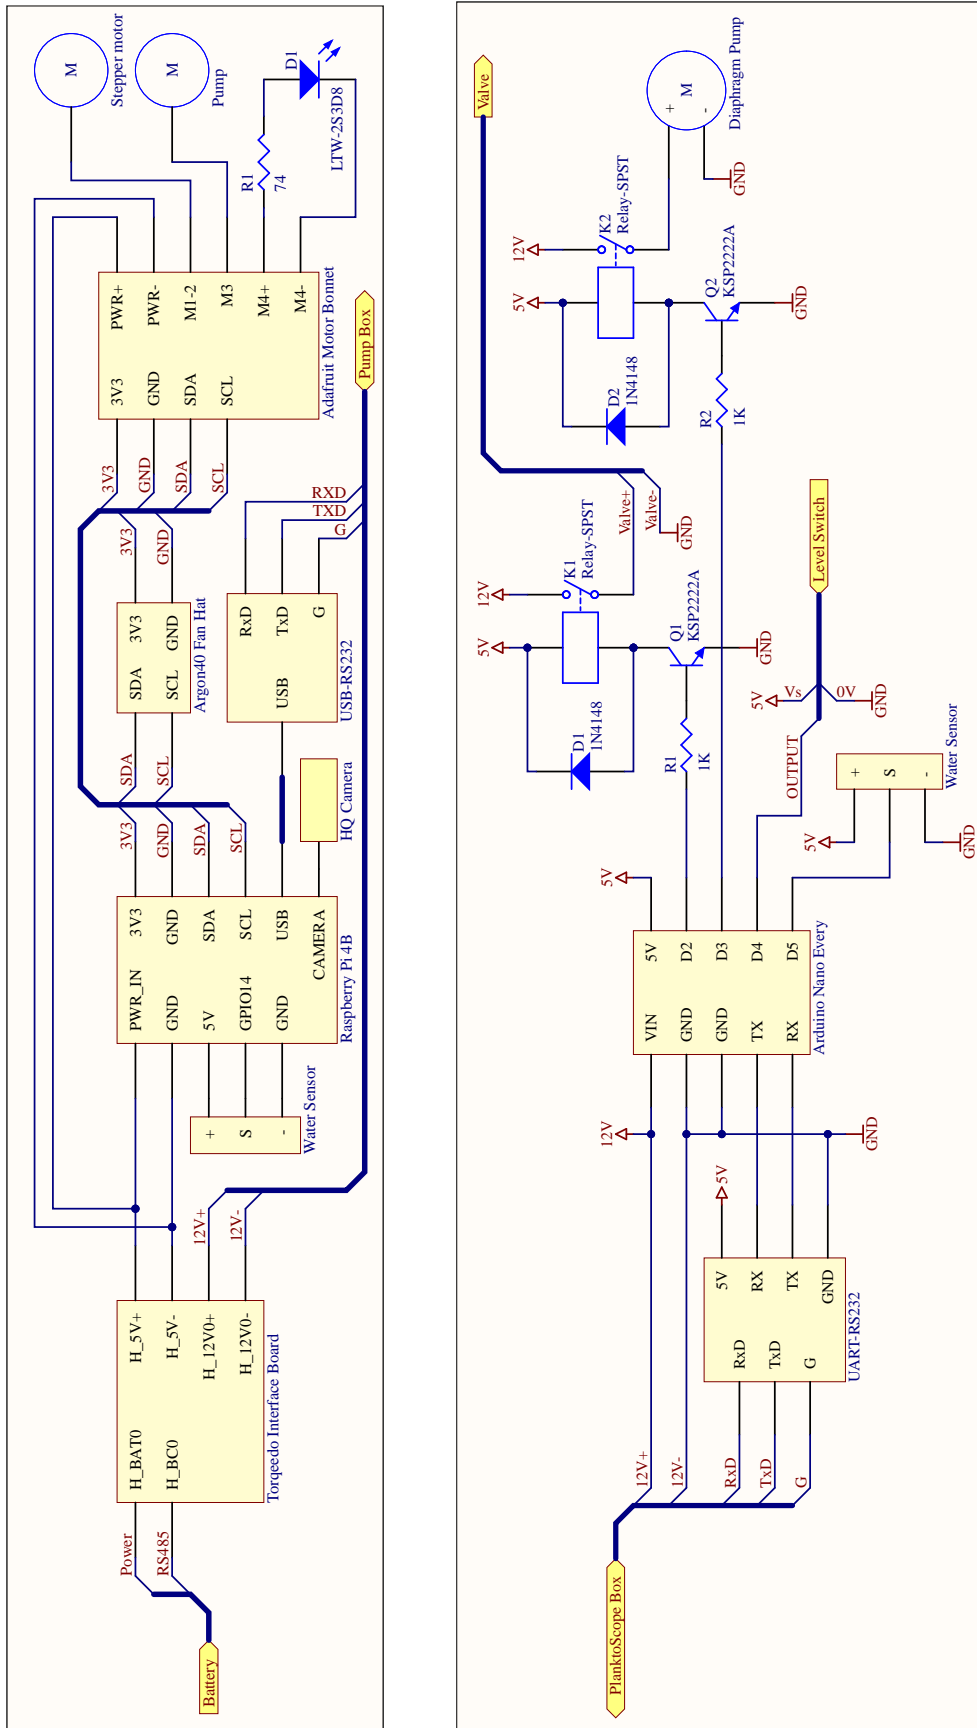 Battery
Power
RS485
H_BAT0
H_BC0
H_5V+
H_5V-
H_12V0+
H_12V0-
Torqeedo Interface Board
12V+
12V-
+
S
-
Water Sensor
PWR_IN
GND
5V
GPIO14
GND
3V3
GND
SDA
SCL
USB
CAMERA
Raspberry Pi 4B
3V3
GND
SDA
SCL
HQ Camera
SDA
SCL
SDA
SCL
3V3
GND
Argon40 Fan Hat
3V3
GND
USB
RxD
TxD
G
USB-RS232
RXD
TXD
G
Pump Box
3V3
GND
SDA
SCL
3V3
GND
SDA
SCL
PWR+
PWR-
M1-2
M3
M4+
M4-
Adafruit Motor Bonnet
M
Stepper motor
M
Pump
R1
74
D1
LTW-2S3D8
PlanktoScope Box
12V+
12V-
RxD
TxD
G
RxD
TxD
G
5V
RX
TX
GND
UART-RS232
5V
12V
GND
VIN
GND
GND
TX
RX
5V
D2
D3
D4
D5
Arduino Nano Every
5V
5V
+
S
-
Water Sensor
GND
OUTPUT
5V
Vs
0V
GND
Level Switch
R1
1K
D1
1N4148
5V
12V
K1
Relay-SPST
Q1
KSP2222A
GND
Valve+
Valve-
GND
Valve
R2
1K
D2
1N4148
5V
12V
K2
Relay-SPST
Q2
KSP2222A
GND
+
M
-
Diaphragm Pump
GND